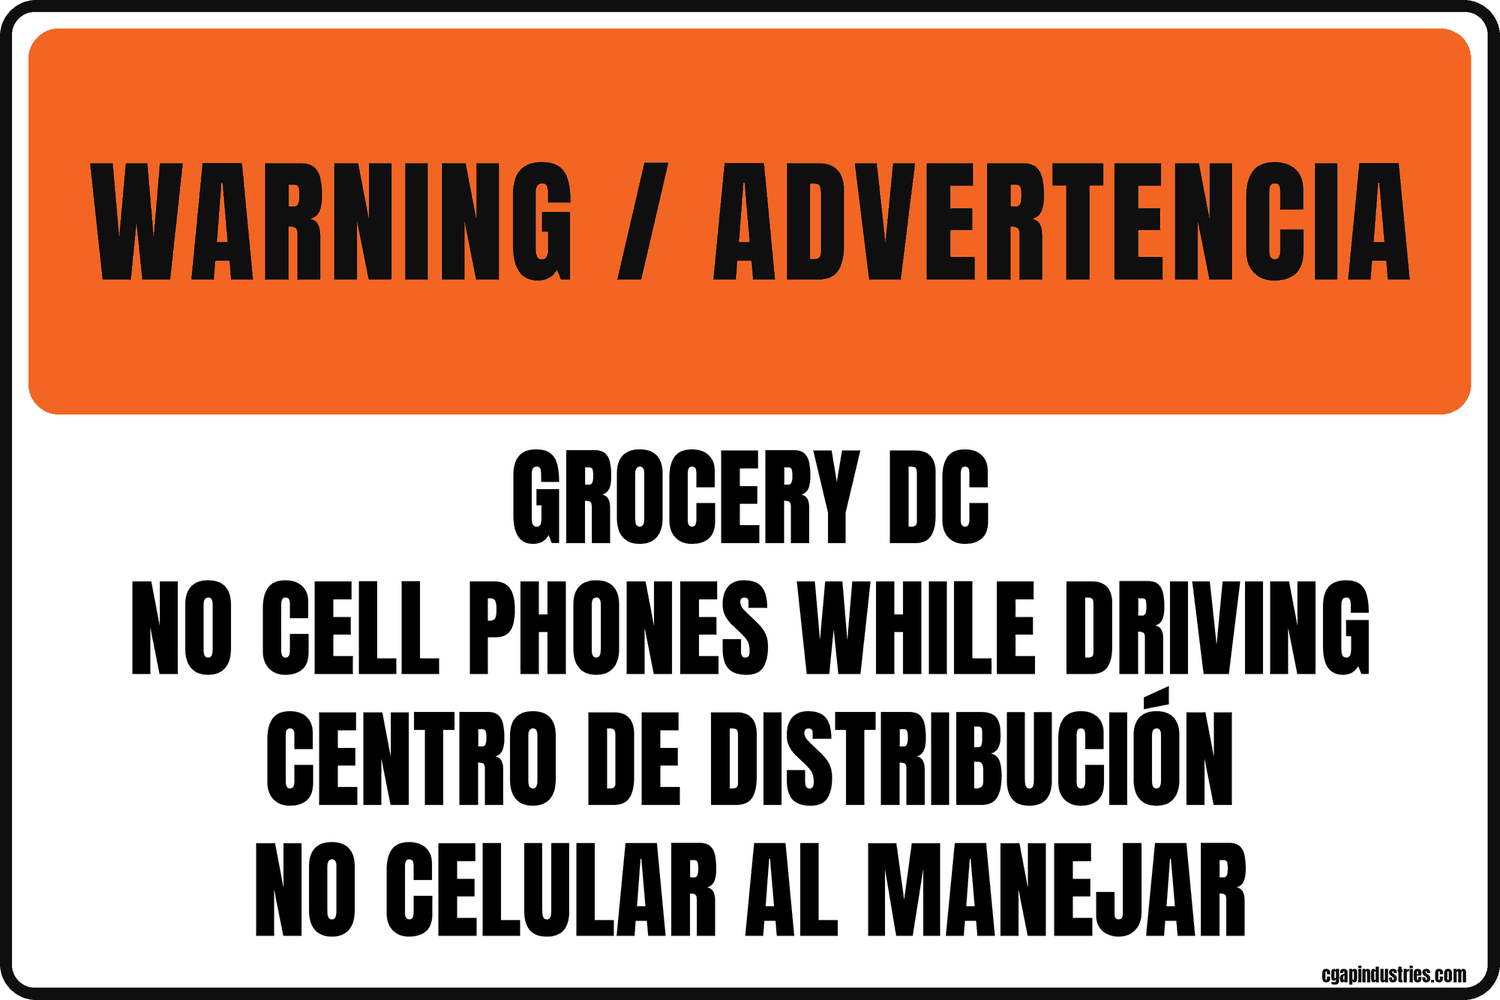 WARNING / ADVERTENCIA
GROCERY DC
NO CELL PHONES WHILE DRIVING
CENTRO DE DISTRIBUCIÓN
NO CELULAR AL MANEJAR
cgapindustries.com